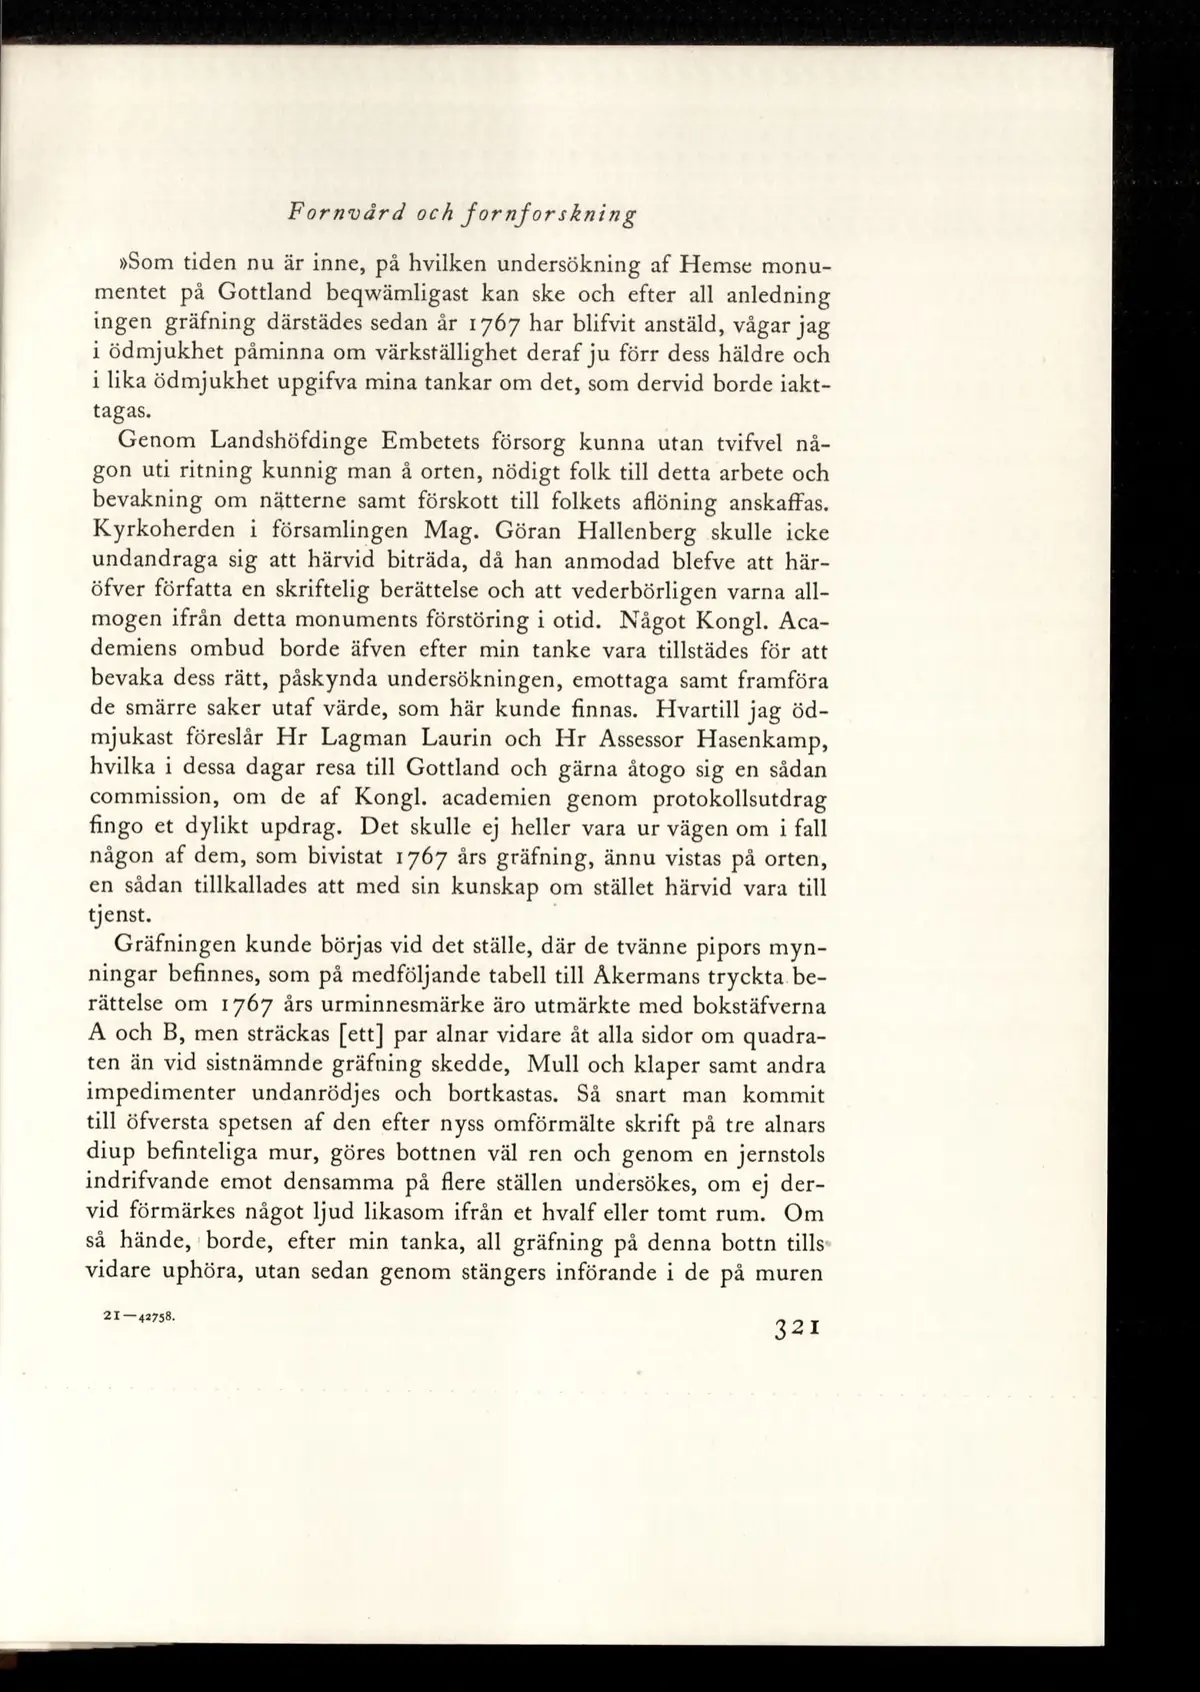 Fornvård och fornforskning
»Som tiden nu är inne, på hvilken undersökning af Hemse monu-
mentet på Gottland beqwämligast kan ske och efter all anledning
ingen gräfning därstädes sedan år 1767 har blifvit anstäld, vågar jag
i ödmjukhet påminna om värkställighet deraf ju förr dess häldre och
i lika ödmjukhet upgifva mina tankar om det, som dervid borde iakt-
tagas.
Genom Landshöfdinge Embetets försorg kunna utan tvifvel nå-
gon uti ritning kunnig man å orten, nödigt folk till detta arbete och
bevakning om nätterne samt förskott till folkets aflöning anskaffas.
Kyrkoherden i församlingen Mag. Göran Hallenberg skulle icke
undandraga sig att härvid biträda, då han anmodad blefve att här-
öfver författa en skriftelig berättelse och att vederbörligen varna all-
mogen ifrån detta monuments förstöring i otid. Något Kongl. Aca-
demiens ombud borde äfven efter min tanke vara tillstädes för att
bevaka dess rätt, påskynda undersökningen, emottaga samt framföra
de smärre saker utaf värde, som här kunde finnas. Hvartill jag öd-
mjukast föreslår Hr Lagman Laurin och Hr Assessor Hasenkamp,
hvilka i dessa dagar resa till Gottland och gärna åtogo sig en sådan
commission, om de af Kongl. academien genom protokollsutdrag
fingo et dylikt updrag. Det skulle ej heller vara ur vägen om i fall
någon af dem, som bivistat 1767 års gräfning, ännu vistas på orten,
en sådan tillkallades att med sin kunskap om stället härvid vara till
tjenst.
Gräfningen kunde börjas vid det ställe, där de tvänne pipors myn-
ningar befinnes, som på medföljande tabell till Åkermans tryckta be-
rättelse om 1767 års urminnesmärke äro utmärkte med bokstäfverna
A och B, men sträckas [ett] par alnar vidare åt alla sidor om quadra-
ten än vid sistnämnde gräfning skedde, Mull och klaper samt andra
impedimenter undanrödjes och bortkastas. Så snart man kommit
till öfversta spetsen af den efter nyss omförmälte skrift på tre alnars
diup befinteliga mur, göres bottnen väl ren och genom en jernstols
indrifvande emot densamma på flere ställen undersökes, om ej der-
vid förmärkes något ljud likasom ifrån et hvalf eller tomt rum. Om
så hände, borde, efter min tanka, all gräfning på denna bottn tills
vidare uphöra, utan sedan genom stängers införande i de på muren
21—42758.
321